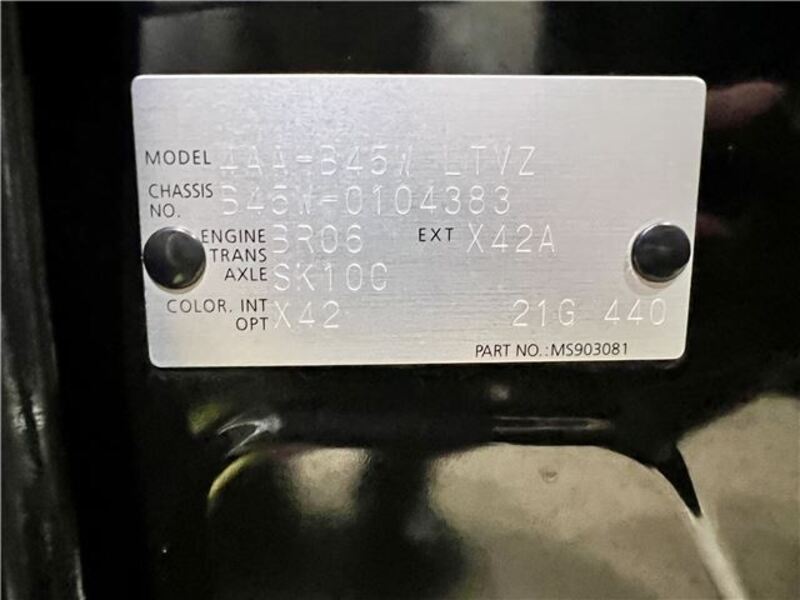 MODEL 4AA-B45W LTVZ
CHASSIS NO. B45W-0104383
ENGINE BR06 EXT X42A
TRANS
AXLE SK10C
COLOR. INT X42 21G 440
OPT
PART NO.:MS903081